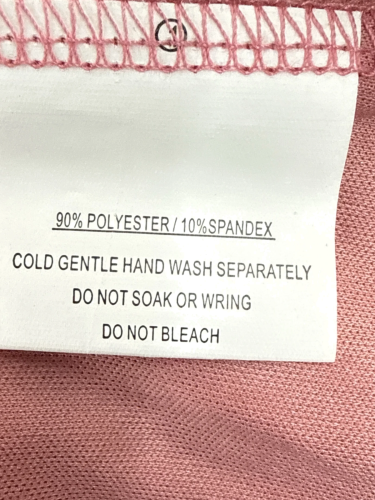 90% POLYESTER / 10%SPANDEX
COLD GENTLE HAND WASH SEPARATELY
DO NOT SOAK OR WRING
DO NOT BLEACH